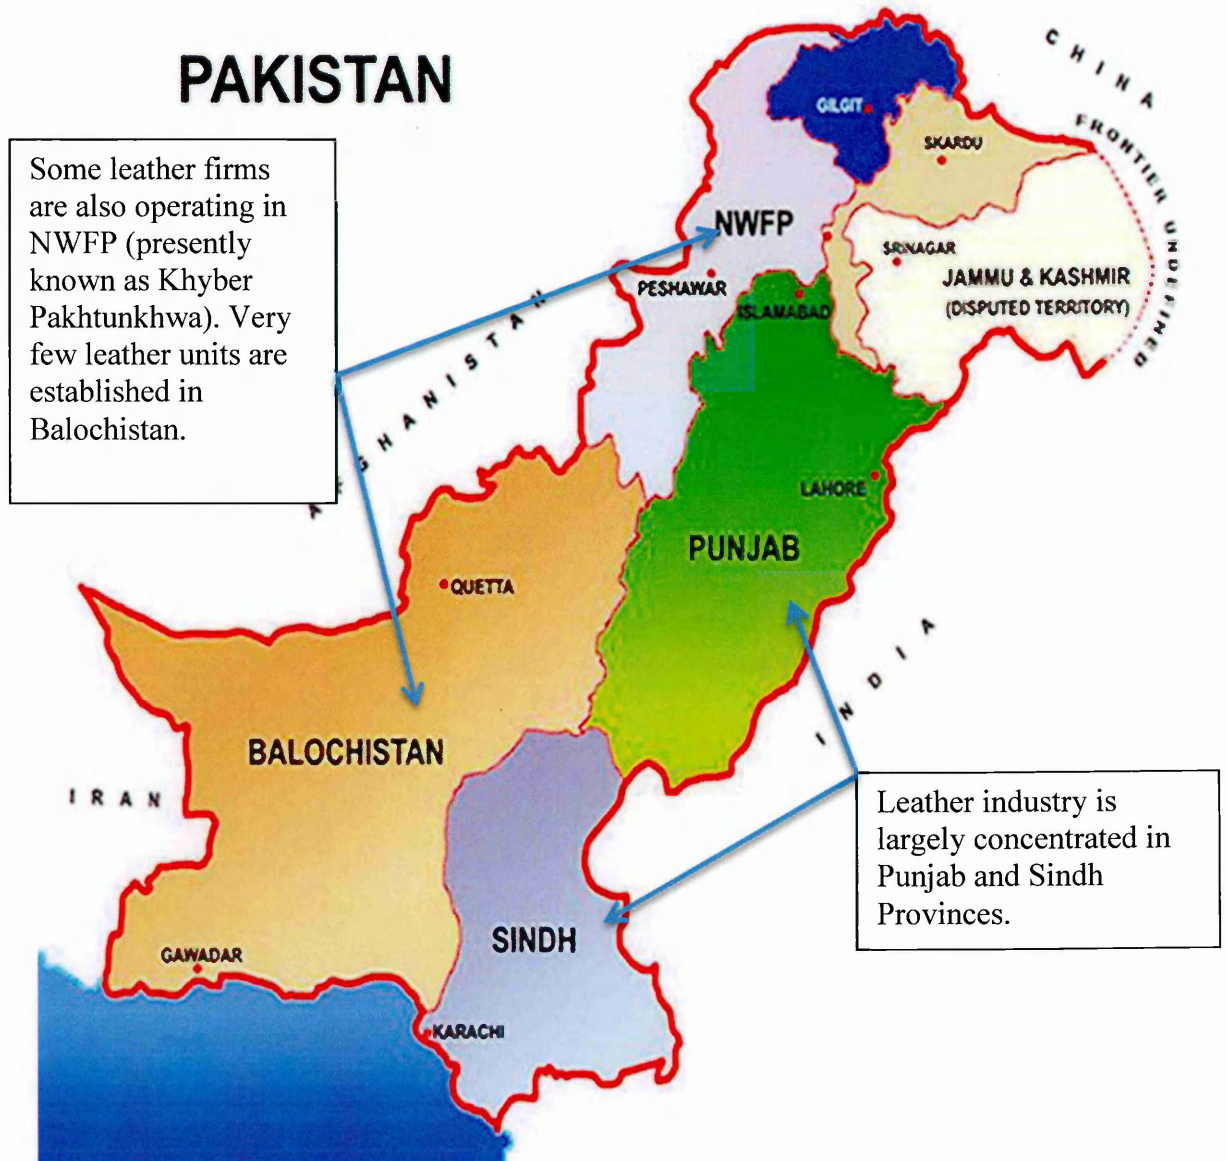 PAKISTAN
Some leather firms
are also operating in
NWFP (presently
known as Khyber
Pakhtunkhwa). Very
few leather units are
established in
Balochistan.
CHINA
FRONTIER UNDEFINED
GILGIT
SKARDU
NWFP
SRINAGAR
JAMMU & KASHMIR
(DISPUTED TERRITORY)
PESHAWAR
ISLAMABAD
AFGHANISTAN
LAHORE
PUNJAB
QUETTA
INDIA
BALOCHISTAN
IRAN
Leather industry is
largely concentrated in
Punjab and Sindh
Provinces.
SINDH
GAWADAR
KARACHI